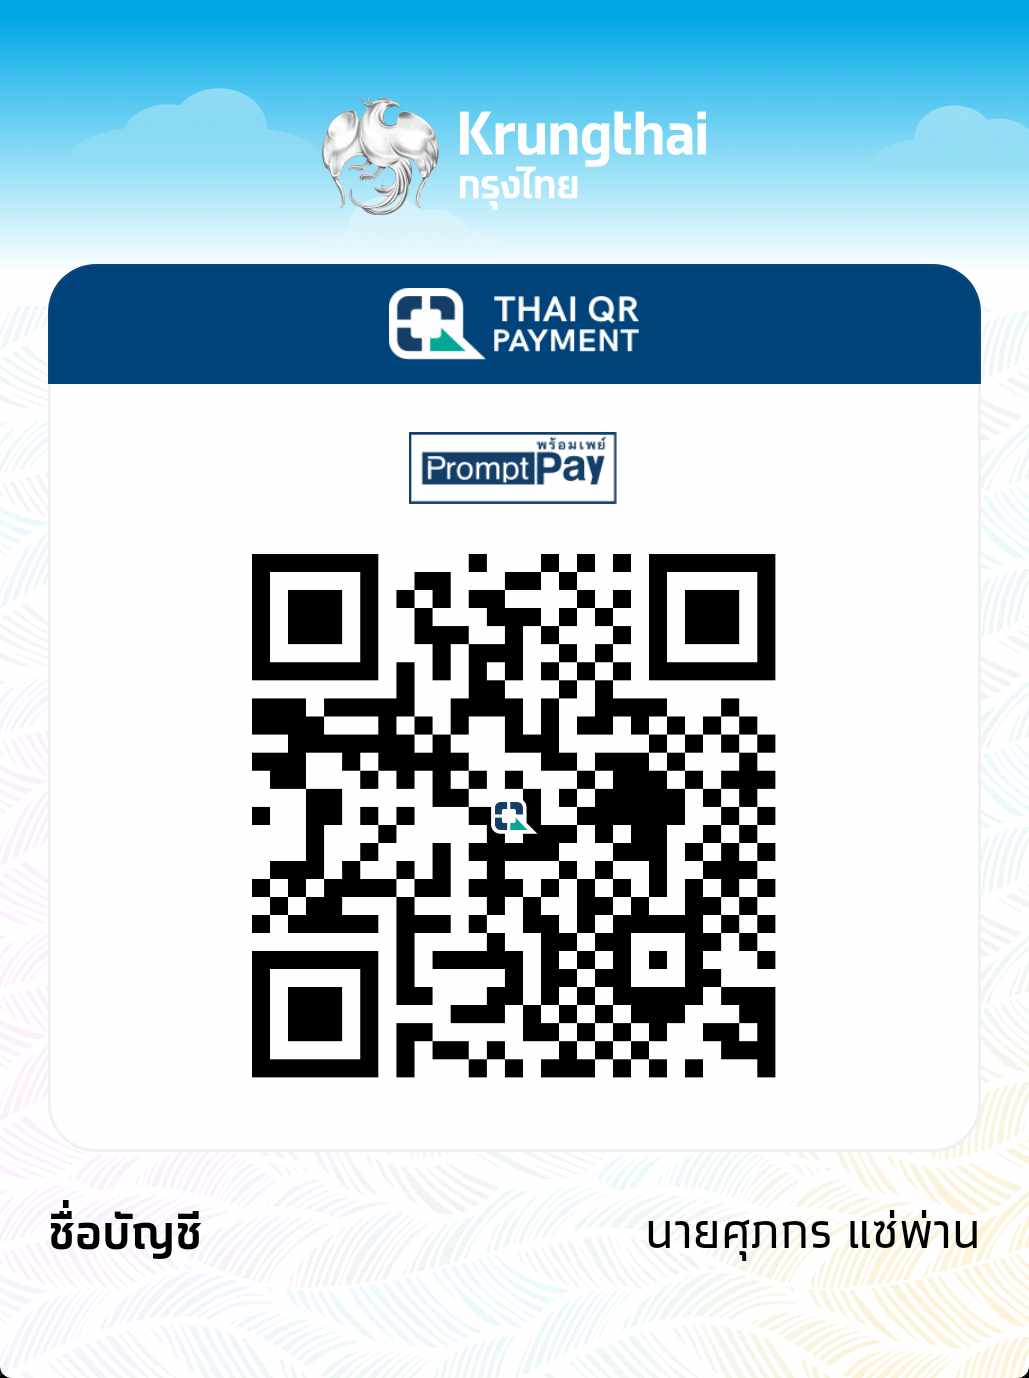 Krungthai
กรุงไทย
THAI QR
PAYMENT
พร้อมเพย์
PromptPay
ชื่อบัญชี นายศุภกร แซ่พ่าน